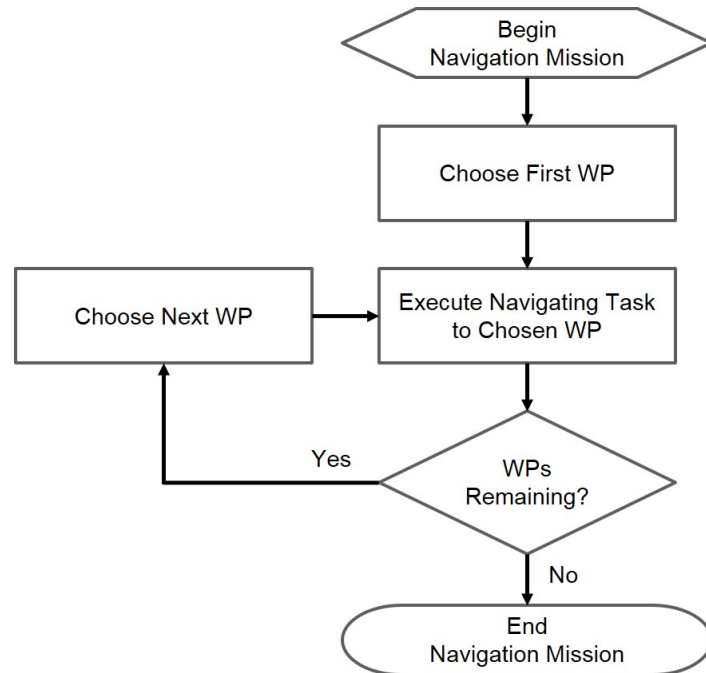 Begin
Navigation Mission
Choose First WP
Choose Next WP
Execute Navigating Task
to Chosen WP
Yes
WPs
Remaining?
No
End
Navigation Mission